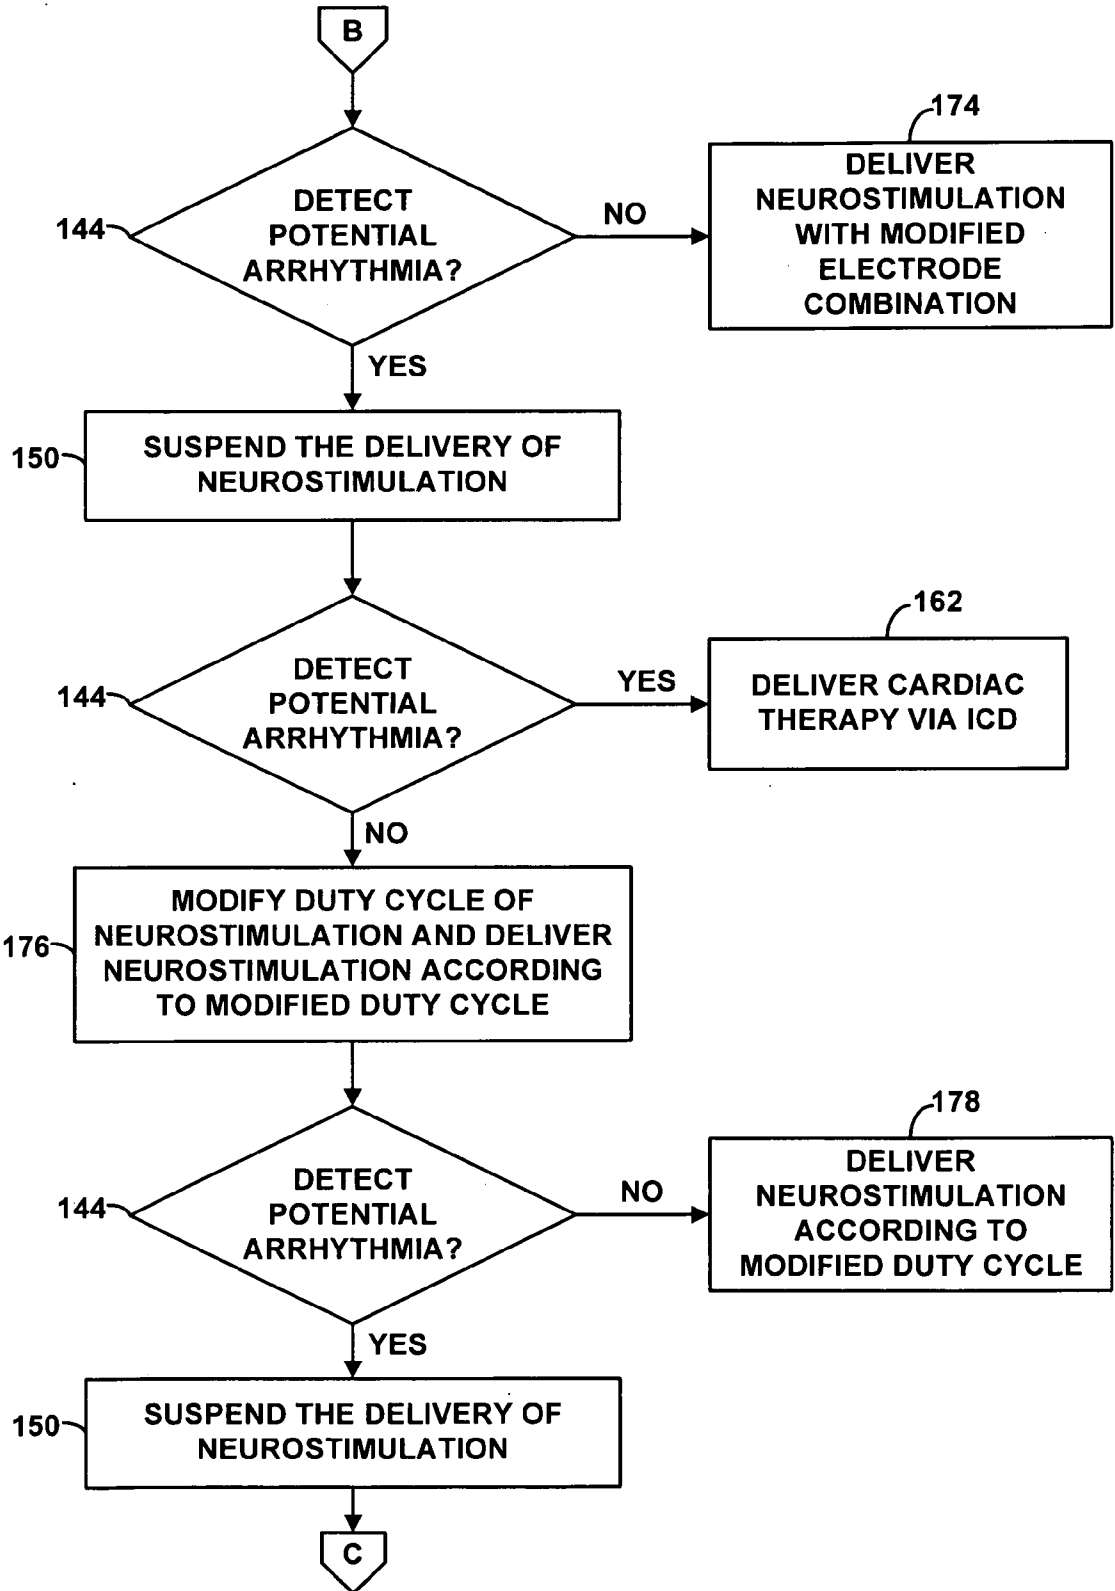 B
174
DETECT
POTENTIAL
ARRHYTHMIA?
144
NO
DELIVER
NEUROSTIMULATION
WITH MODIFIED
ELECTRODE
COMBINATION
YES
150
SUSPEND THE DELIVERY OF
NEUROSTIMULATION
162
DETECT
POTENTIAL
ARRHYTHMIA?
144
YES
DELIVER CARDIAC
THERAPY VIA ICD
NO
176
MODIFY DUTY CYCLE OF
NEUROSTIMULATION AND DELIVER
NEUROSTIMULATION ACCORDING
TO MODIFIED DUTY CYCLE
178
DETECT
POTENTIAL
ARRHYTHMIA?
144
NO
DELIVER
NEUROSTIMULATION
ACCORDING TO
MODIFIED DUTY CYCLE
YES
150
SUSPEND THE DELIVERY OF
NEUROSTIMULATION
C